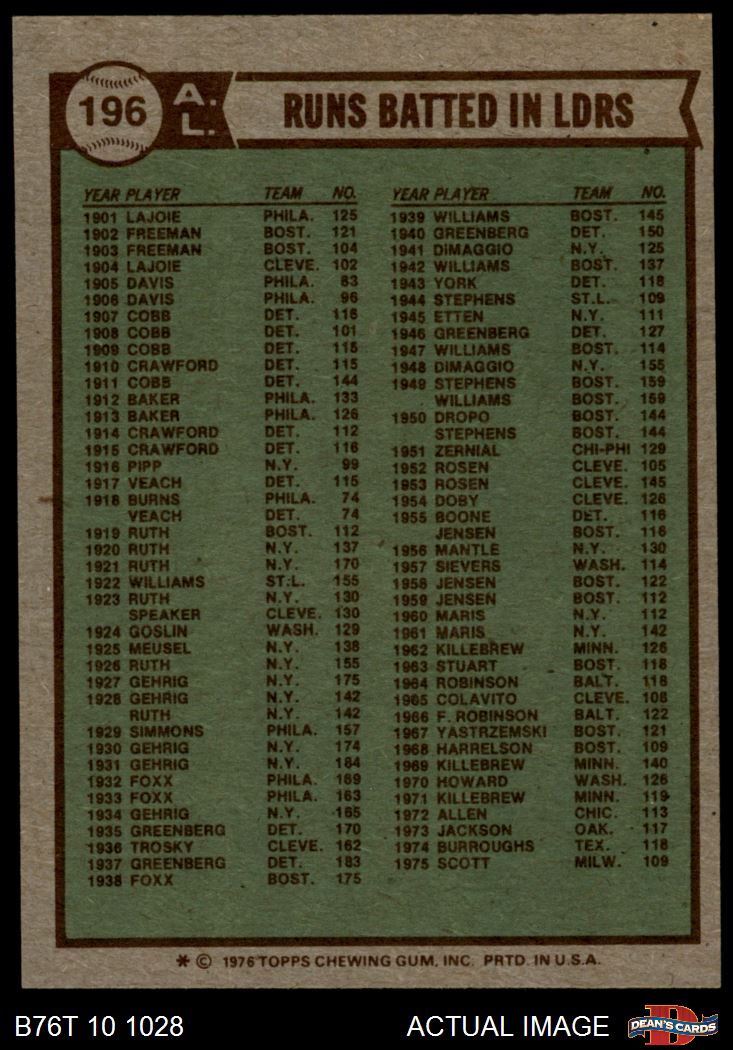 196
A.
L.
RUNS BATTED IN LDRS
YEAR PLAYER TEAM NO.
1901 LAJOIE PHILA. 125
1902 FREEMAN BOST. 121
1903 FREEMAN BOST. 104
1904 LAJOIE CLEVE. 102
1905 DAVIS PHILA. 83
1906 DAVIS PHILA. 96
1907 COBB DET. 116
1908 COBB DET. 101
1909 COBB DET. 115
1910 CRAWFORD DET. 115
1911 COBB DET. 144
1912 BAKER PHILA. 133
1913 BAKER PHILA. 126
1914 CRAWFORD DET. 112
1915 CRAWFORD DET. 116
1916 PIPP N.Y. 99
1917 VEACH DET. 115
1918 BURNS PHILA. 74
VEACH DET. 74
1919 RUTH BOST. 112
1920 RUTH N.Y. 137
1921 RUTH N.Y. 170
1922 WILLIAMS ST.L. 155
1923 RUTH N.Y. 130
SPEAKER CLEVE. 130
1924 GOSLIN WASH. 129
1925 MEUSEL N.Y. 138
1926 RUTH N.Y. 155
1927 GEHRIG N.Y. 175
1928 GEHRIG N.Y. 142
RUTH N.Y. 142
1929 SIMMONS PHILA. 157
1930 GEHRIG N.Y. 174
1931 GEHRIG N.Y. 184
1932 FOXX PHILA. 169
1933 FOXX PHILA. 163
1934 GEHRIG N.Y. 165
1935 GREENBERG DET. 170
1936 TROSKY CLEVE. 162
1937 GREENBERG DET. 183
1938 FOXX BOST. 175
YEAR PLAYER TEAM NO.
1939 WILLIAMS BOST. 145
1940 GREENBERG DET. 150
1941 DIMAGGIO N.Y. 125
1942 WILLIAMS BOST. 137
1943 YORK DET. 118
1944 STEPHENS ST.L. 109
1945 ETTEN N.Y. 111
1946 GREENBERG DET. 127
1947 WILLIAMS BOST. 114
1948 DIMAGGIO N.Y. 155
1949 STEPHENS BOST. 159
WILLIAMS BOST. 159
1950 DROPO BOST. 144
STEPHENS BOST. 144
1951 ZERNIAL CHI-PHI 129
1952 ROSEN CLEVE. 105
1953 ROSEN CLEVE. 145
1954 DOBY CLEVE. 126
1955 BOONE DET. 116
JENSEN BOST. 116
1956 MANTLE N.Y. 130
1957 SIEVERS WASH. 114
1958 JENSEN BOST. 122
1959 JENSEN BOST. 112
1960 MARIS N.Y. 112
1961 MARIS N.Y. 142
1962 KILLEBREW MINN. 126
1963 STUART BOST. 118
1964 ROBINSON BALT. 118
1965 COLAVITO CLEVE. 108
1966 F. ROBINSON BALT. 122
1967 YASTRZEMSKI BOST. 121
1968 HARRELSON BOST. 109
1969 KILLEBREW MINN. 140
1970 HOWARD WASH. 126
1971 KILLEBREW MINN. 119
1972 ALLEN CHIC. 113
1973 JACKSON OAK. 117
1974 BURROUGHS TEX. 118
1975 SCOTT MILW. 109
* © 1976 TOPPS CHEWING GUM, INC. PRTD. IN U.S.A.
B76T 10 1028 ACTUAL IMAGE
D
DEAN'S CARDS